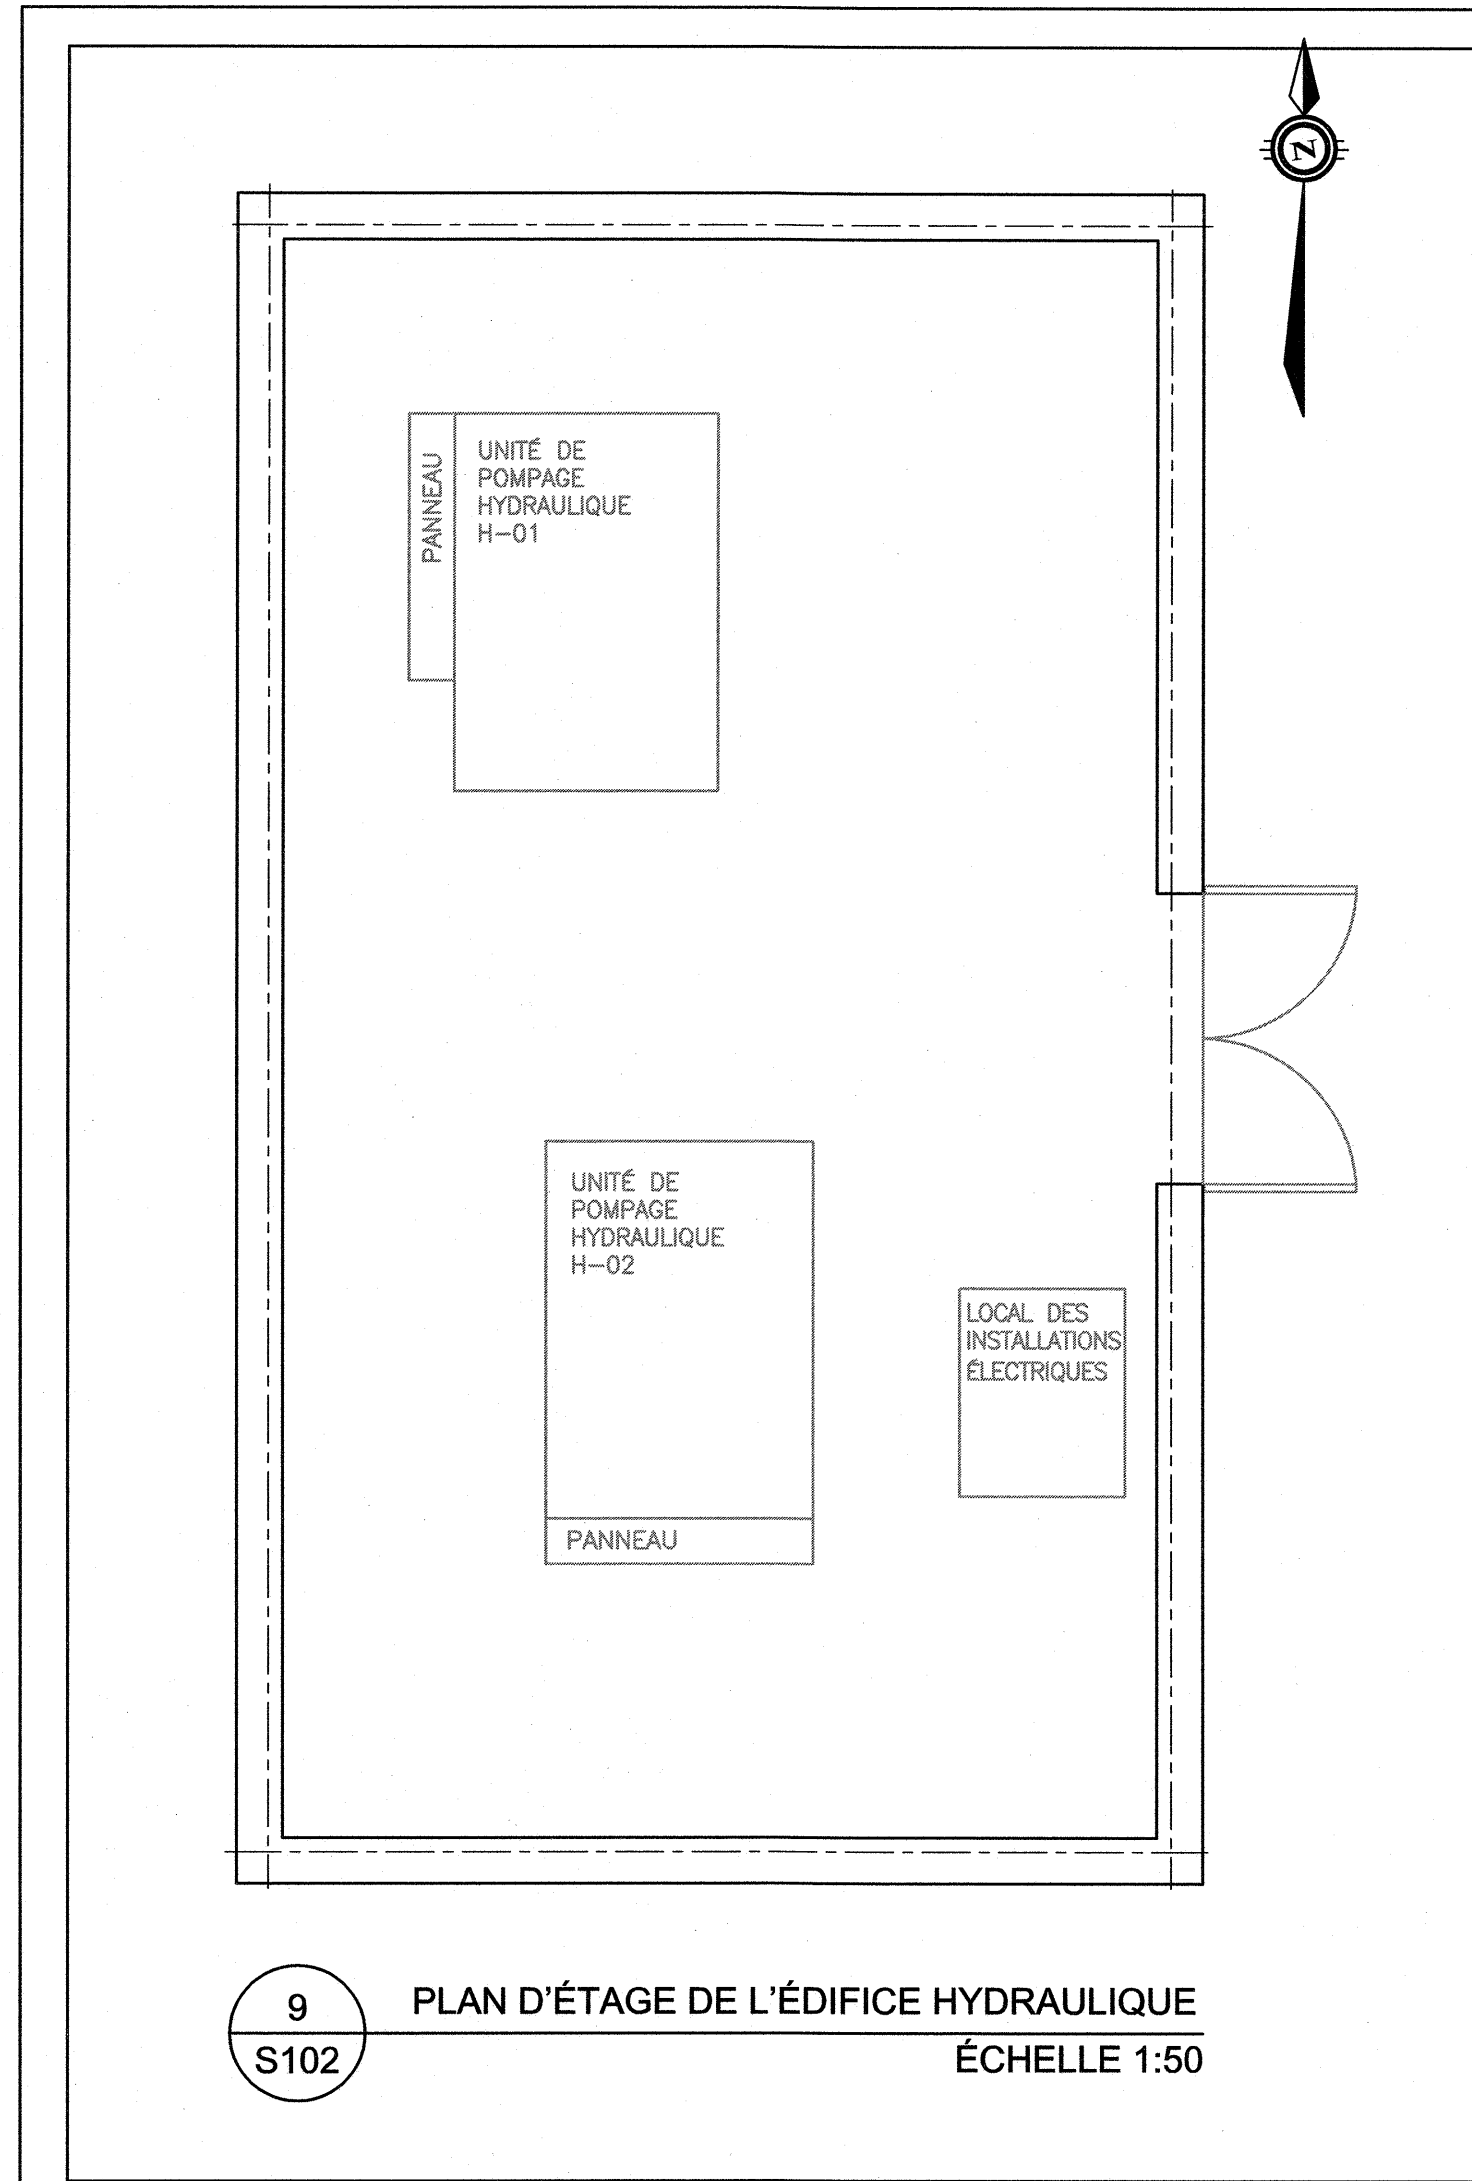 N
PANNEAU
UNITÉ DE
POMPAGE
HYDRAULIQUE
H-01
UNITÉ DE
POMPAGE
HYDRAULIQUE
H-02
PANNEAU
LOCAL DES
INSTALLATIONS
ÉLECTRIQUES
9
S102
PLAN D'ÉTAGE DE L'ÉDIFICE HYDRAULIQUE
ÉCHELLE 1:50